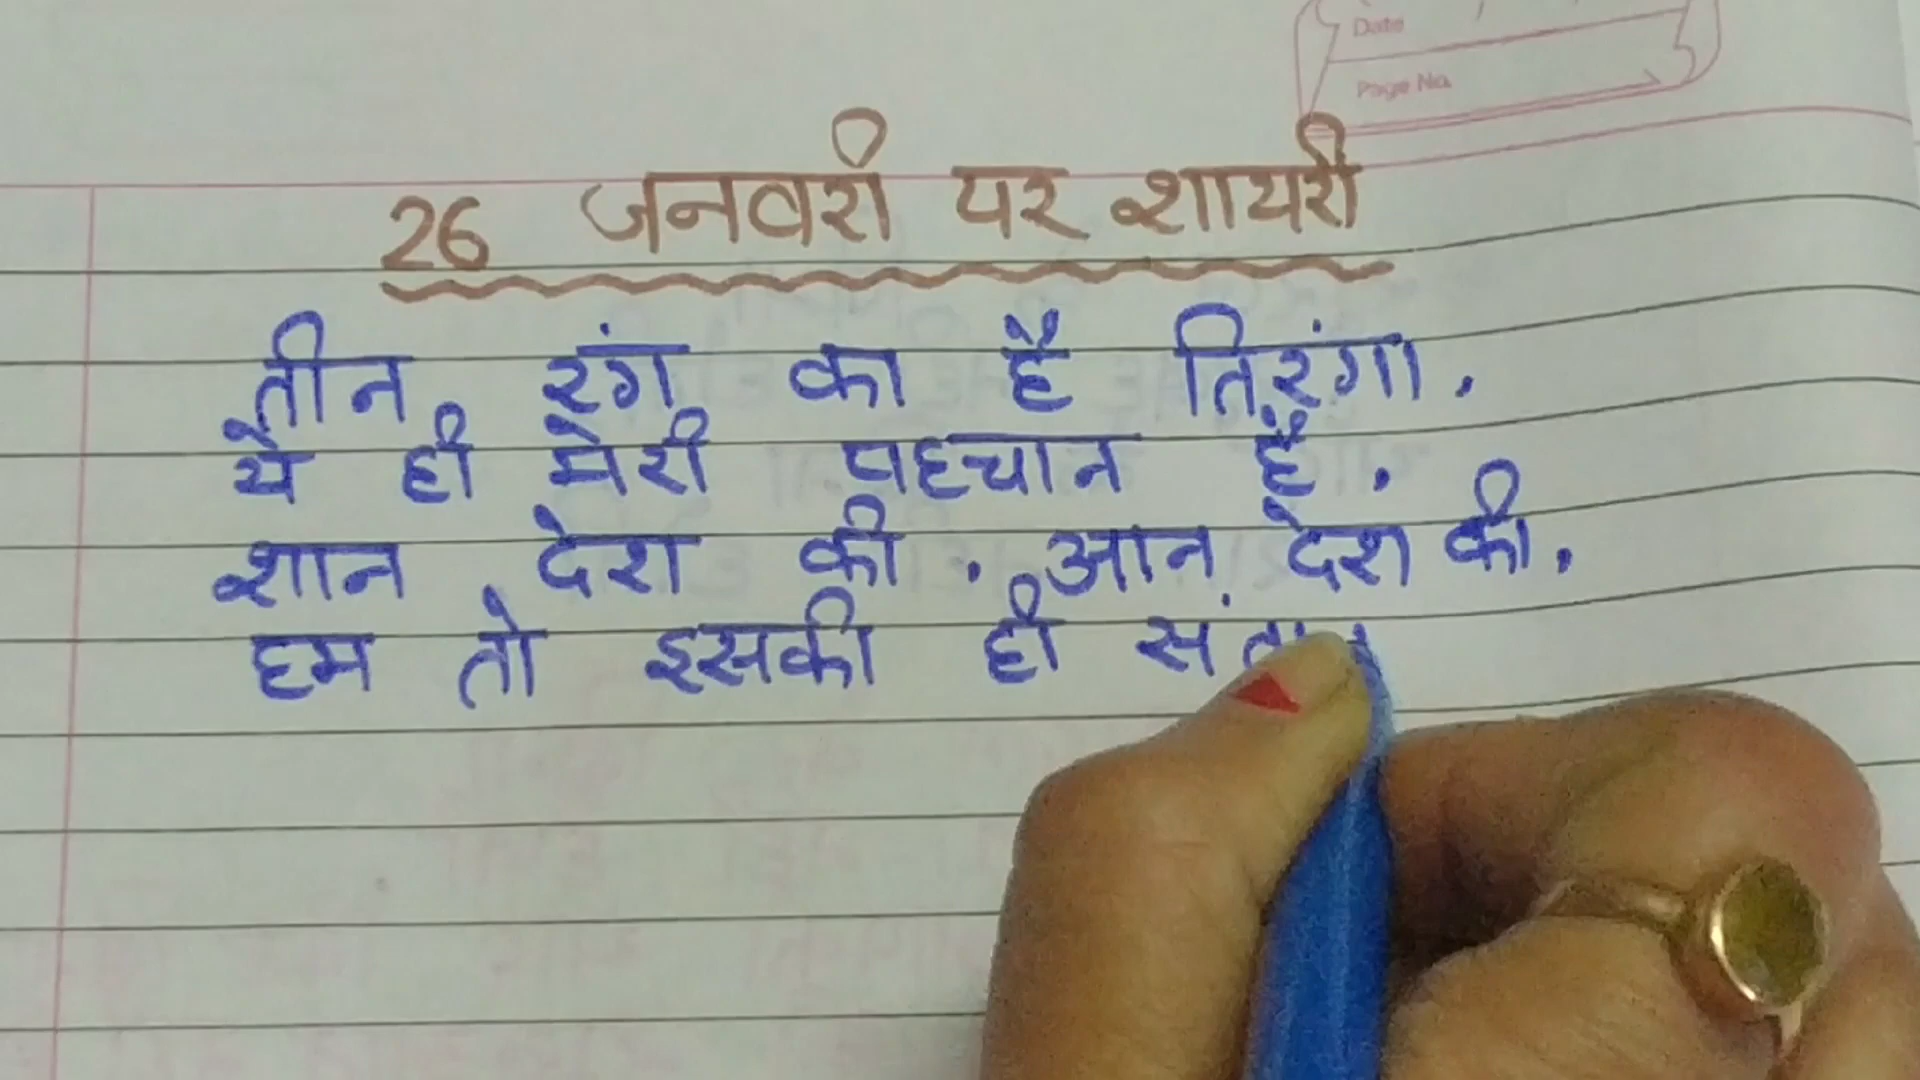 Date
Page No.
26 जनवरी पर शायरी
तीन रंग का है तिरंगा.
ये ही मेरी पहचान है.
शान देश की. आन देश की.
हम तो इसकी ही